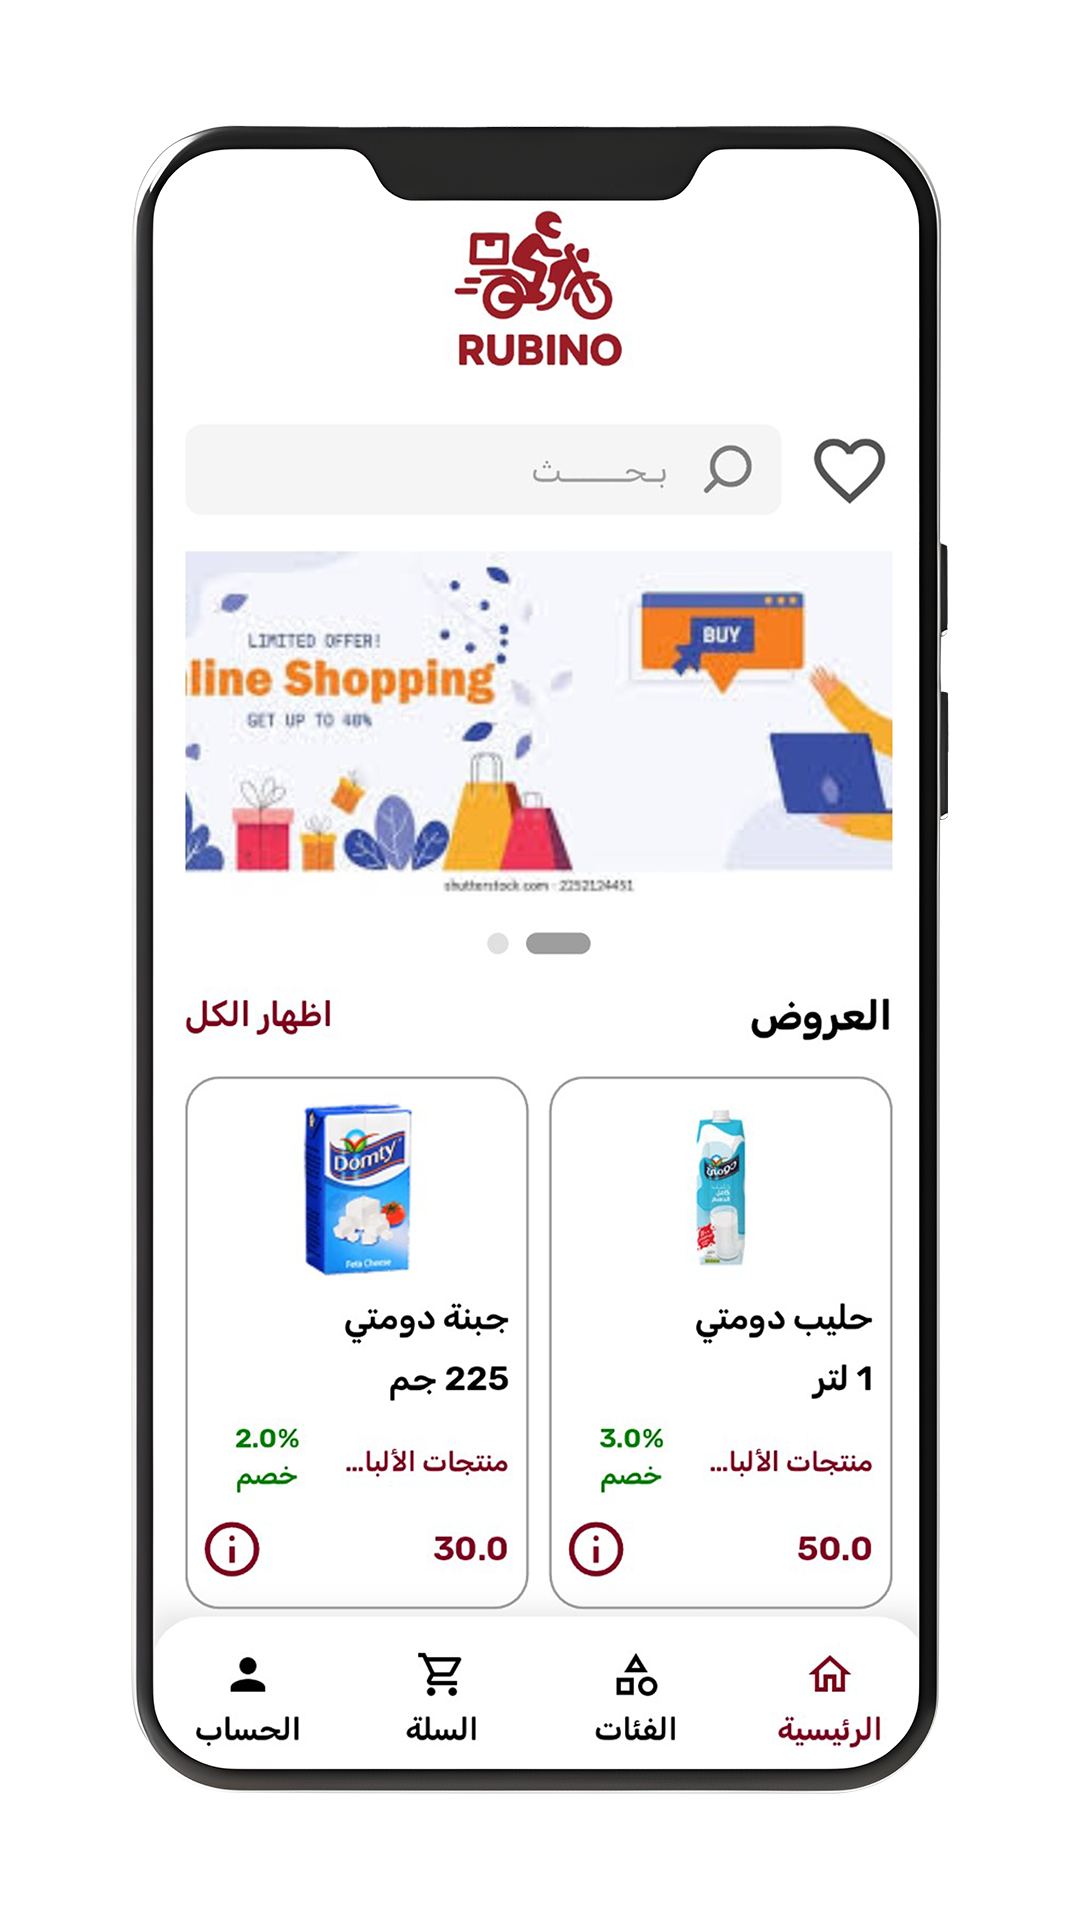 RUBINO
بحـــــث
LIMITED OFFER!
line Shopping
GET UP TO 40%
BUY
shutterstock.com · 2252124451
العروض
اظهار الكل
دومتي
كامل
الدسم
حليب دومتي
1 لتر
منتجات الألبا...
3.0%
خصم
50.0
Domty
Feta Cheese
جبنة دومتي
225 جم
منتجات الألبا...
2.0%
خصم
30.0
الرئيسية
الفئات
السلة
الحساب